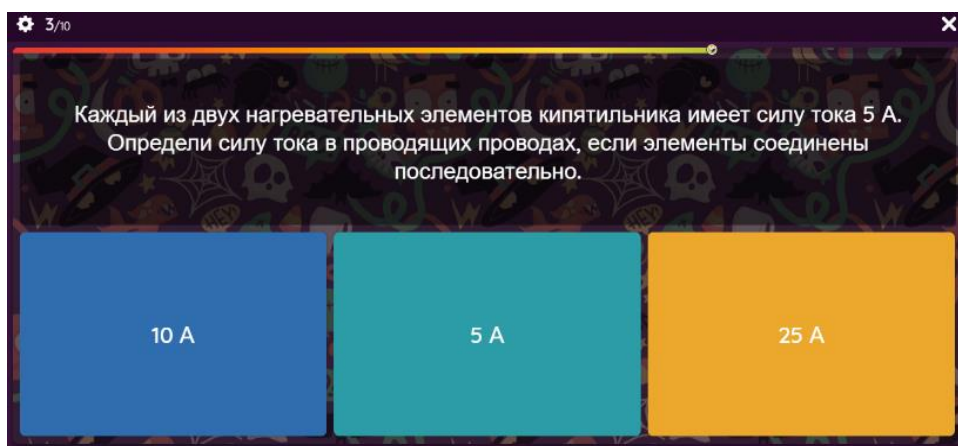 3/10
Каждый из двух нагревательных элементов кипятильника имеет силу тока 5 А.
Определи силу тока в проводящих проводах, если элементы соединены
последовательно.
10 А
5 А
25 А
HEY!